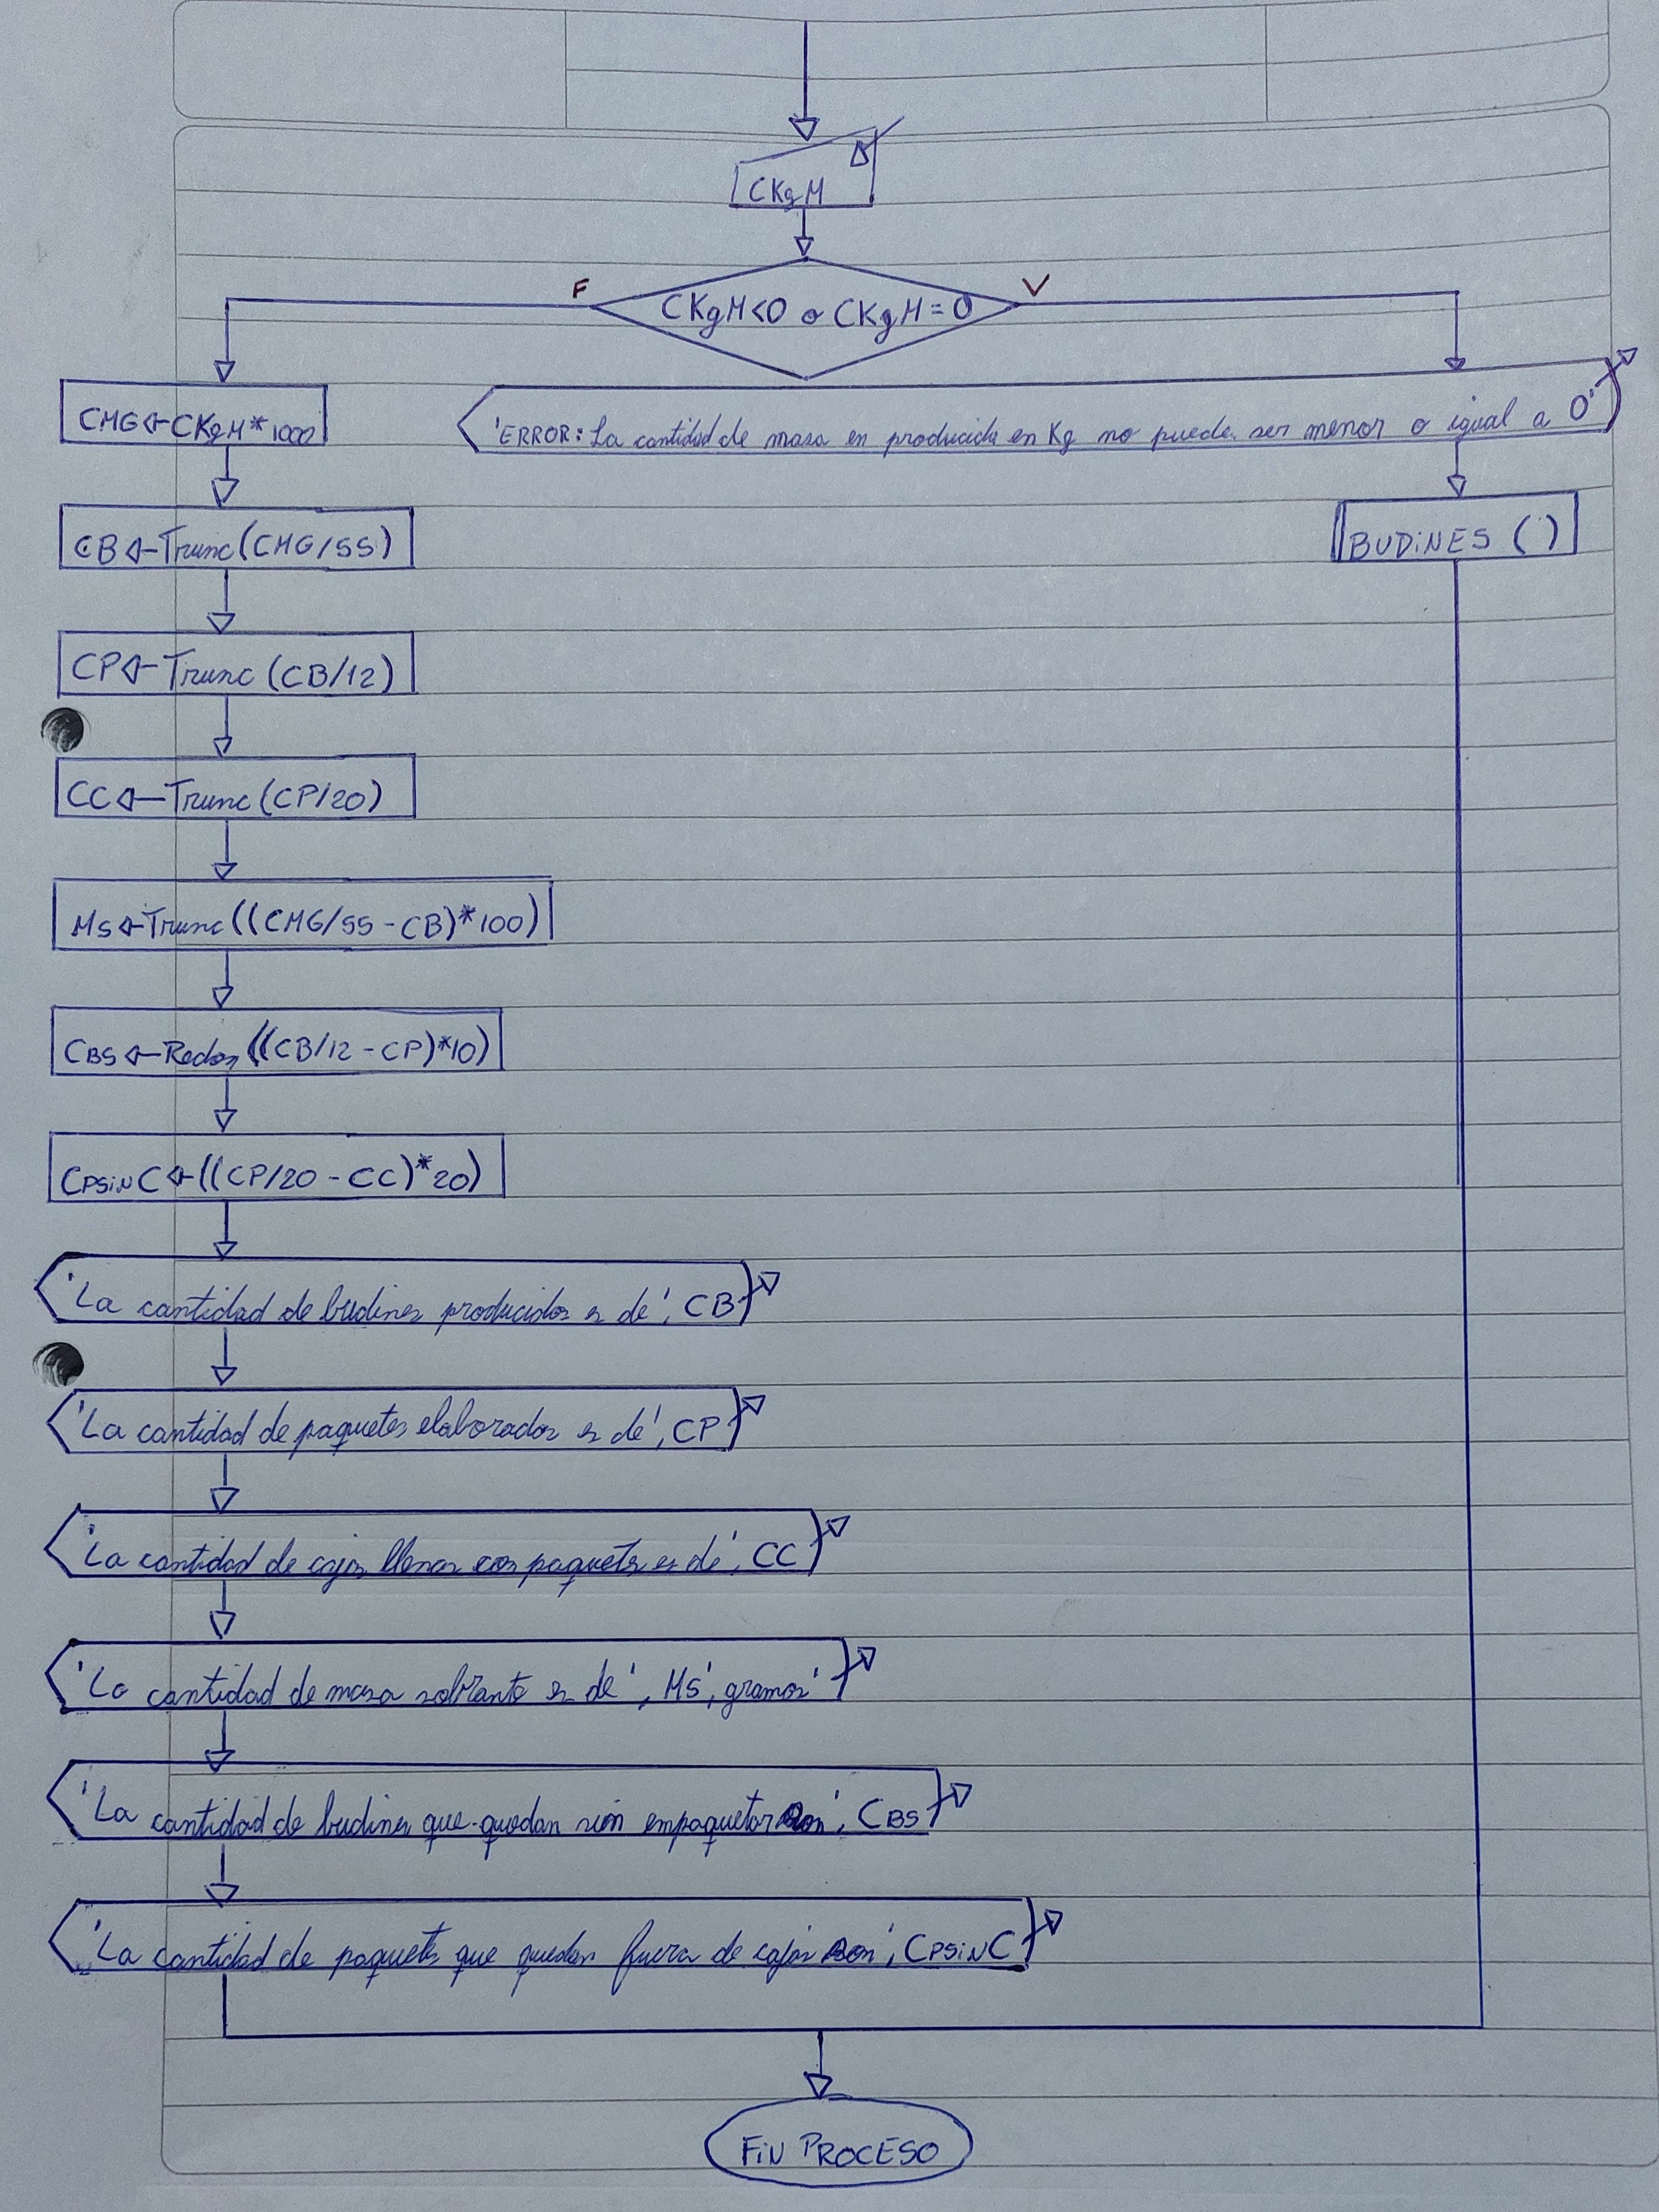 CKgM
F
CKgM<0 o CKgM=0
V
CMG←CKgM*1000
'ERROR: La cantidad de masa en producida en Kg no puede ser menor o igual a 0'
CB←Trunc(CMG/55)
BUDiNES ( )
CP←Trunc (CB/12)
CC←Trunc(CP/20)
MS←Trunc((CMG/55-CB)*100)
CBS←Redon((CB/12-CP)*10)
CPSiNC←((CP/20-CC)*20)
'La cantidad de budines producidos es de', CB
'La cantidad de paquetes elaborados es de', CP
'La cantidad de cajas llenas con paquetes es de', CC
'La cantidad de masa sobrante es de', MS', gramos'
'La cantidad de budines que quedan sin empaquetar son', CBS
'La cantidad de paquetes que quedan fuera de cajas son', CPSiNC
FiN PROCESO